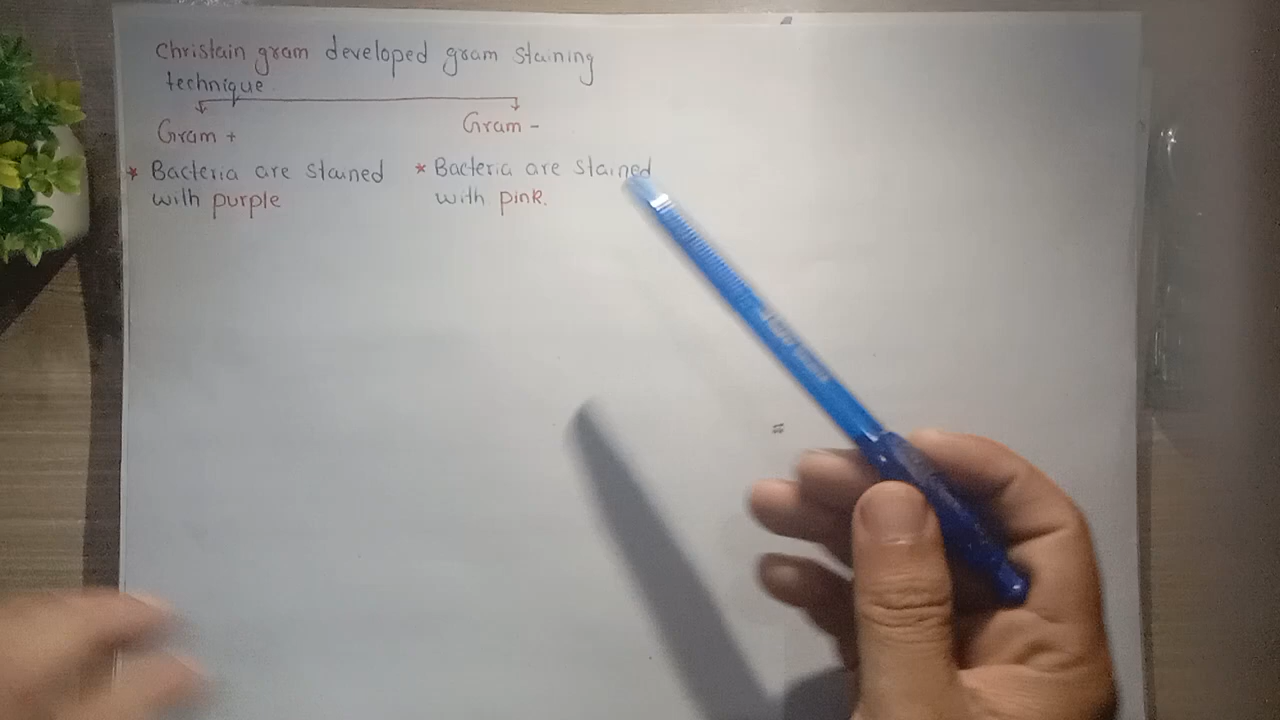 Christain gram developed gram staining
technique
Gram + Gram -
* Bacteria are stained * Bacteria are stained
with purple with pink.